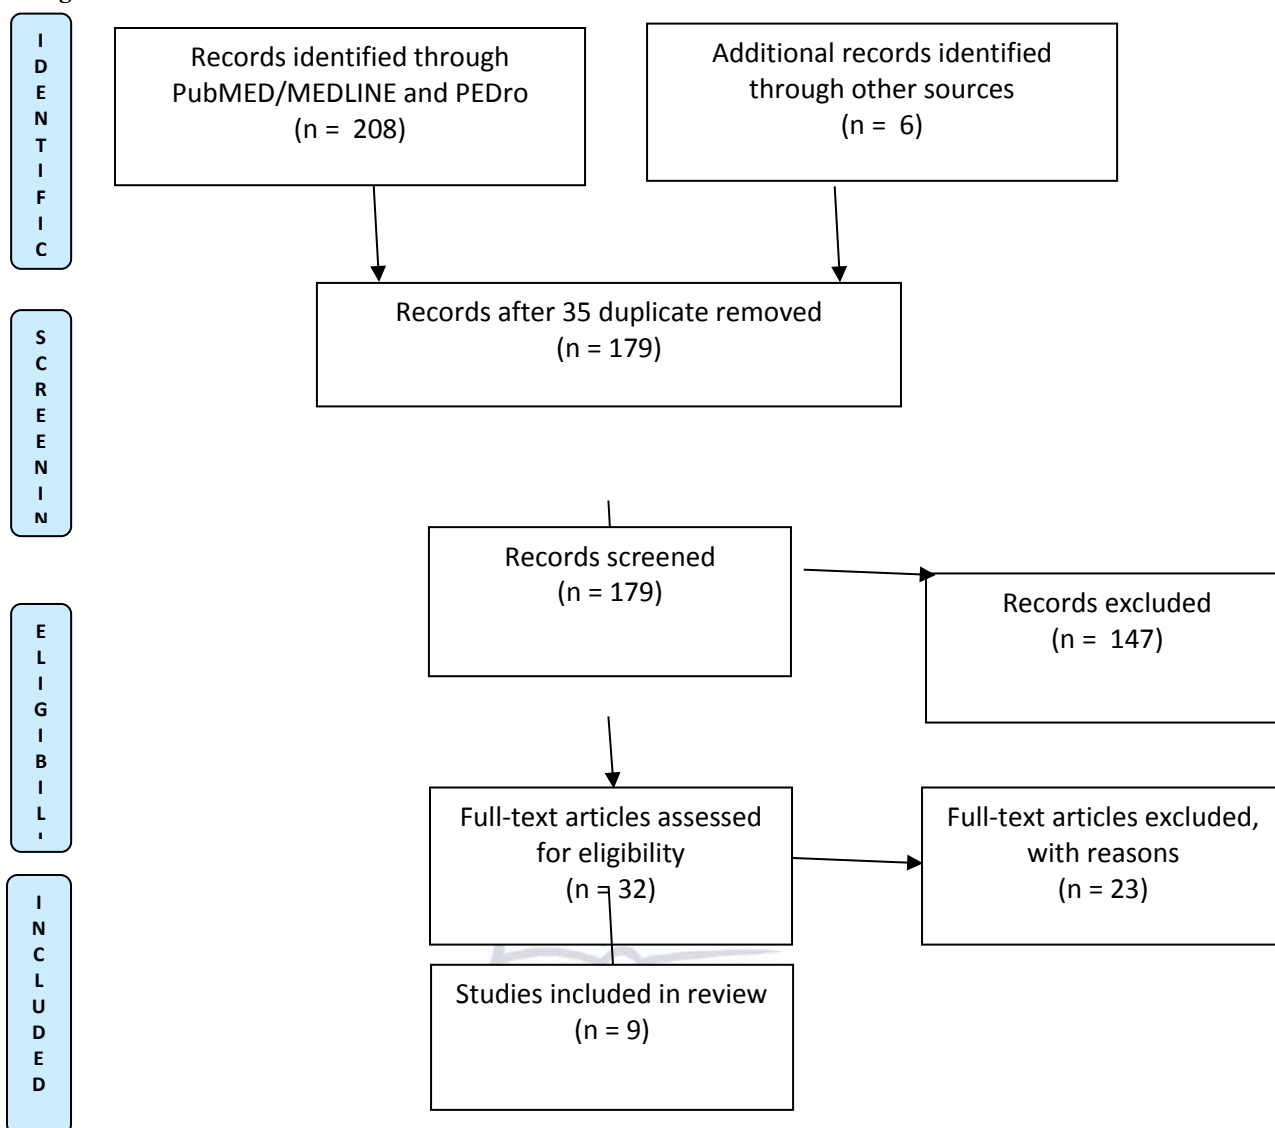 I
D
E
N
T
I
F
I
C
Records identified through
PubMED/MEDLINE and PEDro
(n = 208)
Additional records identified
through other sources
(n = 6)
S
C
R
E
E
N
I
N
Records after 35 duplicate removed
(n = 179)
Records screened
(n = 179)
Records excluded
(n = 147)
E
L
I
G
I
B
I
L
Full-text articles assessed
for eligibility
(n = 32)
Full-text articles excluded,
with reasons
(n = 23)
I
N
C
L
U
D
E
D
Studies included in review
(n = 9)